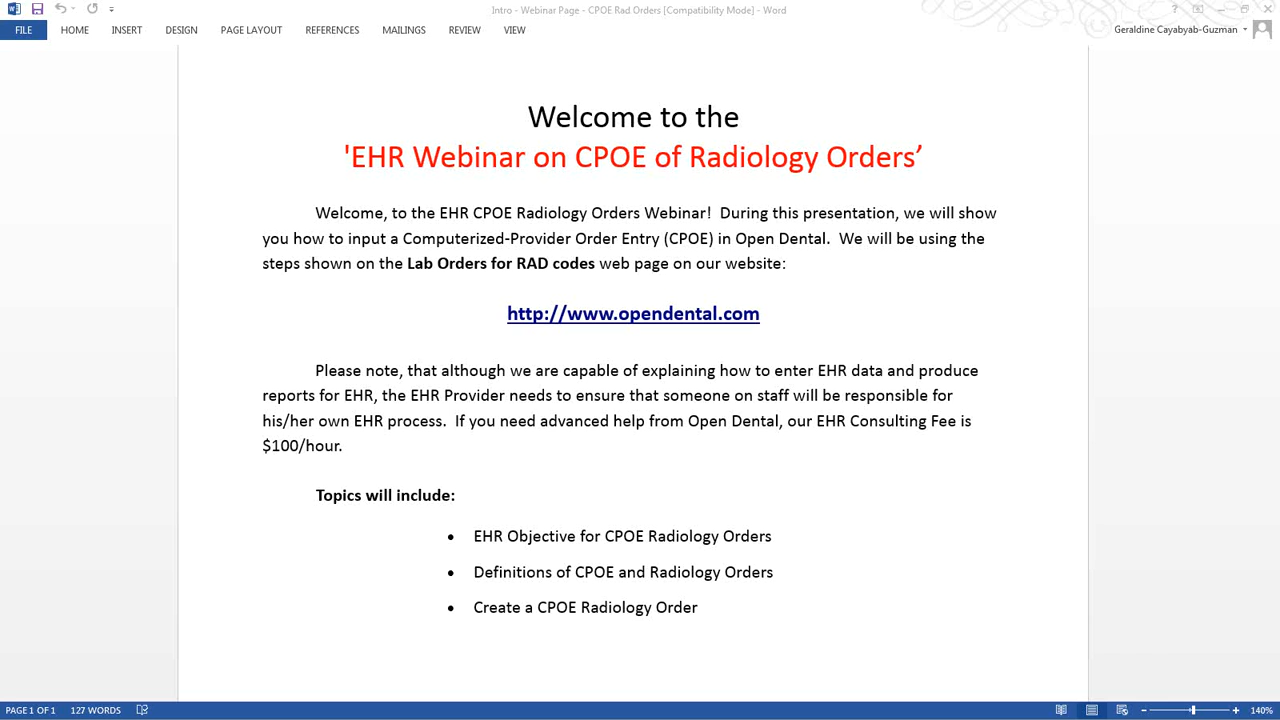 Intro - Webinar Page - CPOE Rad Orders [Compatibility Mode] - Word
?
FILE HOME INSERT DESIGN PAGE LAYOUT REFERENCES MAILINGS REVIEW VIEW
Geraldine Cayabyab-Guzman
Welcome to the
'EHR Webinar on CPOE of Radiology Orders’
Welcome, to the EHR CPOE Radiology Orders Webinar! During this presentation, we will show
you how to input a Computerized-Provider Order Entry (CPOE) in Open Dental. We will be using the
steps shown on the Lab Orders for RAD codes web page on our website:
http://www.opendental.com
Please note, that although we are capable of explaining how to enter EHR data and produce
reports for EHR, the EHR Provider needs to ensure that someone on staff will be responsible for
his/her own EHR process. If you need advanced help from Open Dental, our EHR Consulting Fee is
$100/hour.
Topics will include:
• EHR Objective for CPOE Radiology Orders
• Definitions of CPOE and Radiology Orders
• Create a CPOE Radiology Order
PAGE 1 OF 1 127 WORDS 140%